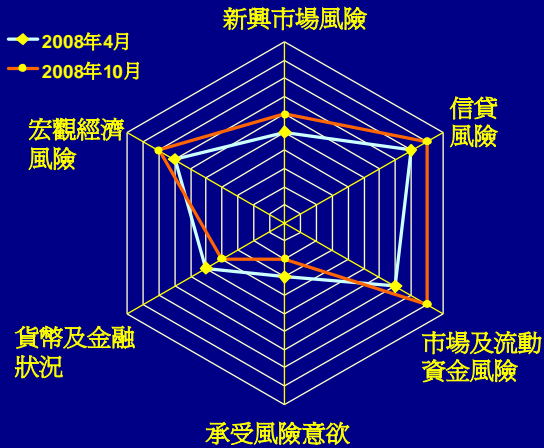 新興市場風險
2008年4月
2008年10月
信貸
風險
宏觀經濟
風險
貨幣及金融
狀況
市場及流動
資金風險
承受風險意欲